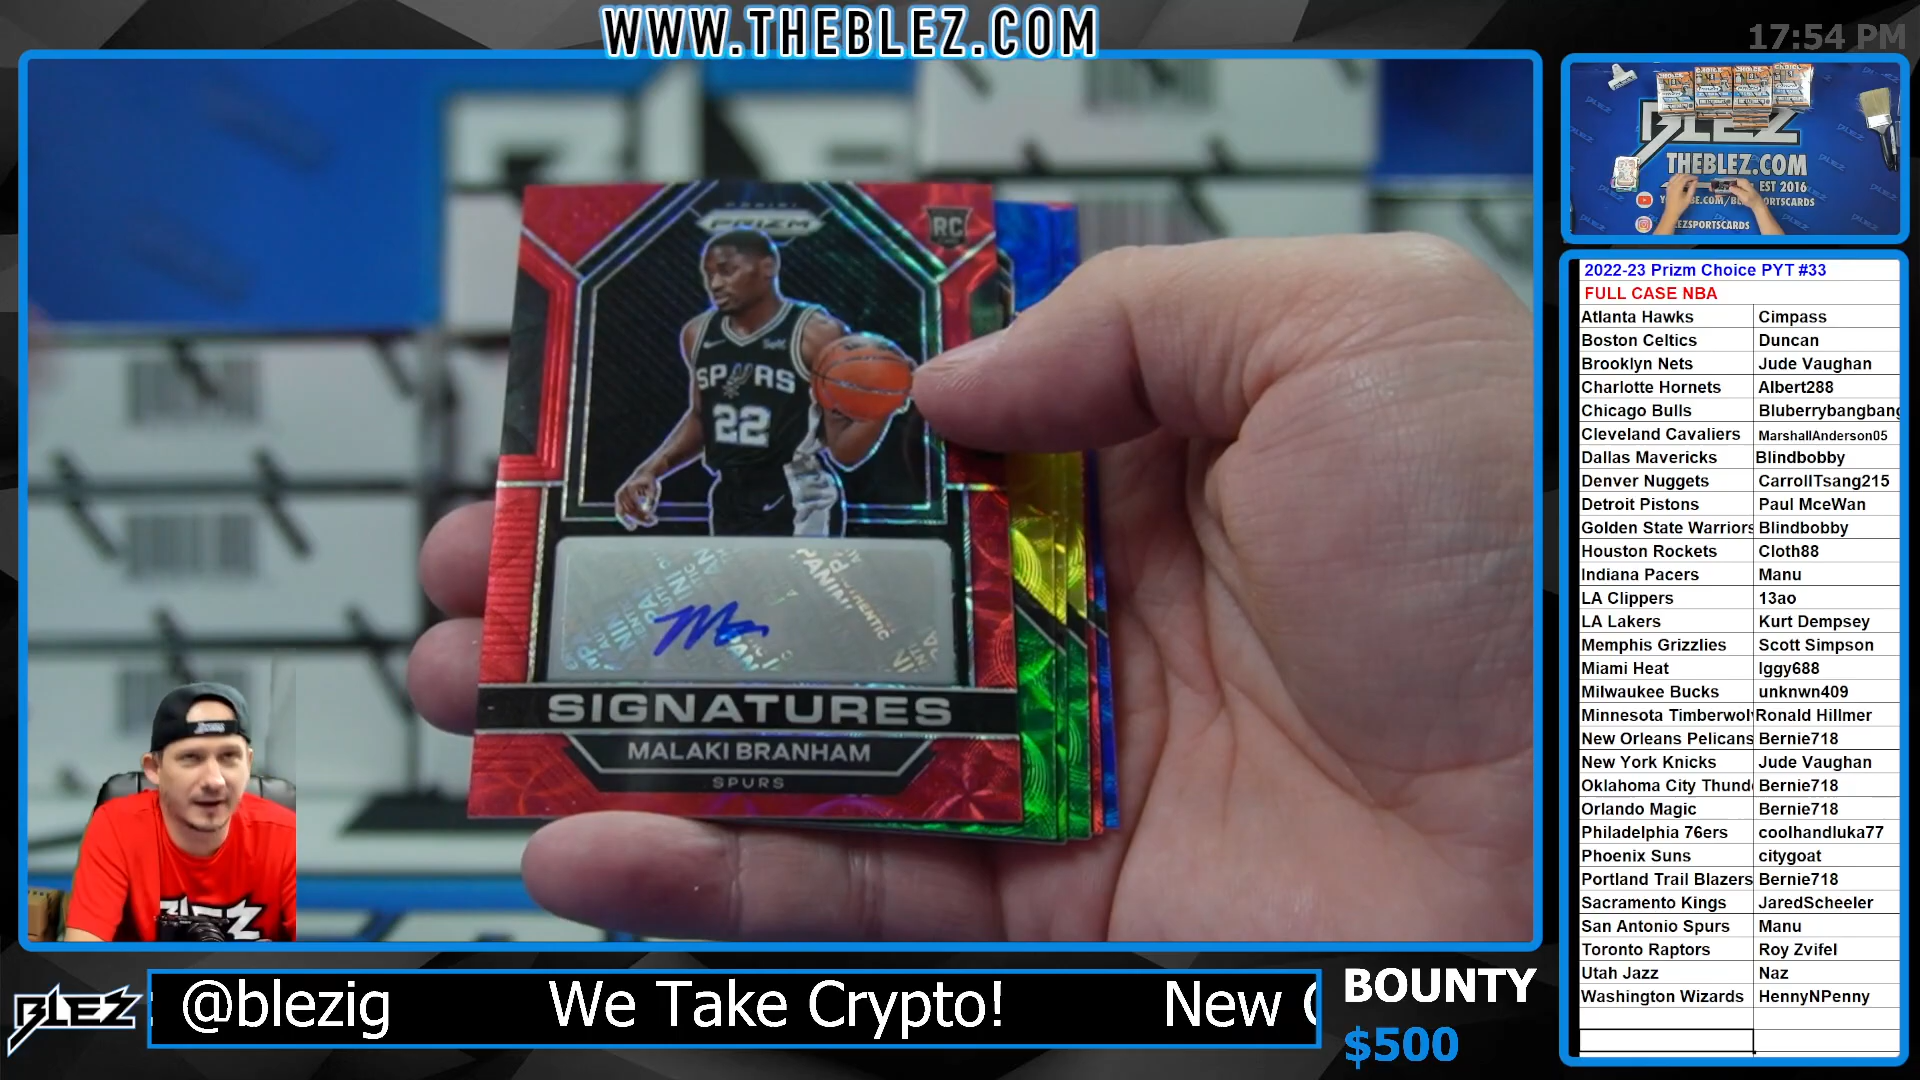 WWW.THEBLEZ.COM
17:54 PM
PANINI
PRIZM
RC
SPURS
22
SIGNATURES
MALAKI BRANHAM
SPURS
BLEZ
THEBLEZ.COM
EST 2016
2022-23 Prizm Choice PYT #33
FULL CASE NBA
Atlanta Hawks Cimpass
Boston Celtics Duncan
Brooklyn Nets Jude Vaughan
Charlotte Hornets Albert288
Chicago Bulls Bluberrybangbang
Cleveland Cavaliers MarshallAnderson05
Dallas Mavericks Blindbobby
Denver Nuggets CarrollTsang215
Detroit Pistons Paul MceWan
Golden State Warriors Blindbobby
Houston Rockets Cloth88
Indiana Pacers Manu
LA Clippers 13ao
LA Lakers Kurt Dempsey
Memphis Grizzlies Scott Simpson
Miami Heat Iggy688
Milwaukee Bucks unknwn409
Minnesota Timberwol Ronald Hillmer
New Orleans Pelicans Bernie718
New York Knicks Jude Vaughan
Oklahoma City Thund Bernie718
Orlando Magic Bernie718
Philadelphia 76ers coolhandluka77
Phoenix Suns citygoat
Portland Trail Blazers Bernie718
Sacramento Kings JaredScheeler
San Antonio Spurs Manu
Toronto Raptors Roy Zvifel
Utah Jazz Naz
Washington Wizards HennyNPenny
BLEZ
BLEZ
@blezig We Take Crypto! New
BOUNTY
$500